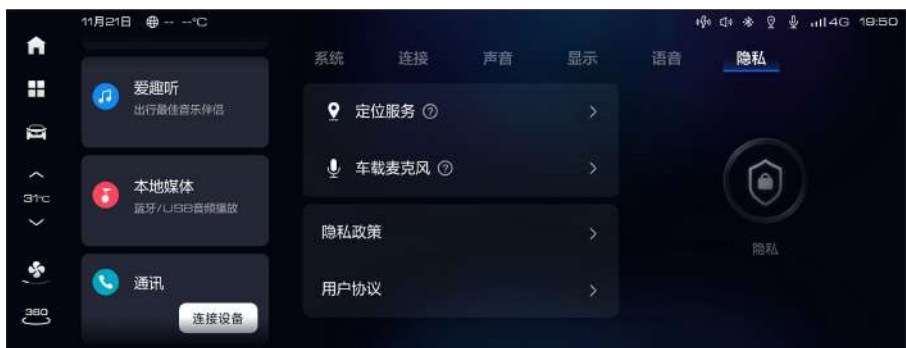 11月21日 -- --°C
4G 19:50
系统 连接 声音 显示 语音 隐私
爱趣听
出行最佳音乐伴侣
定位服务
车载麦克风
31°C
本地媒体
蓝牙/USB音频播放
隐私政策
隐私
通讯
用户协议
360
连接设备